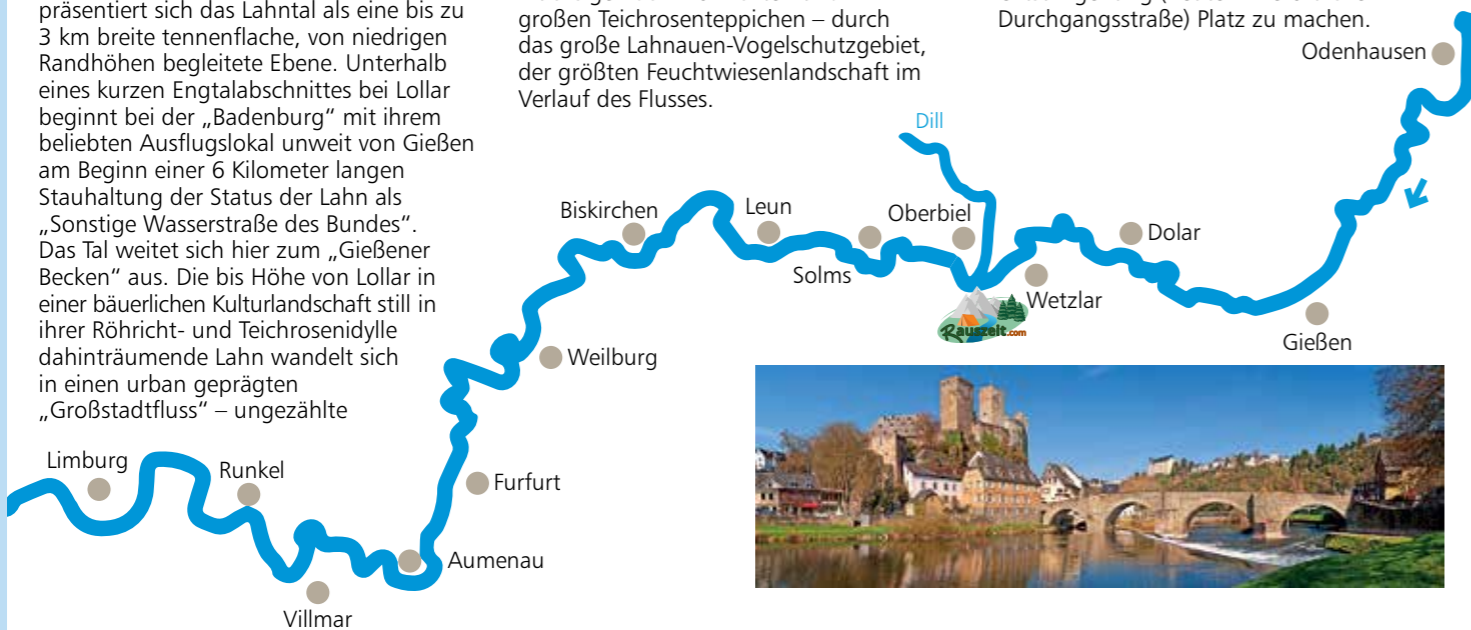 präsentiert sich das Lahntal als eine bis zu
3 km breite tennenflache, von niedrigen
Randhöhen begleitete Ebene. Unterhalb
eines kurzen Engtalabschnittes bei Lollar
beginnt bei der „Badenburg“ mit ihrem
beliebten Ausflugslokal unweit von Gießen
am Beginn einer 6 Kilometer langen
Stauhaltung der Status der Lahn als
„Sonstige Wasserstraße des Bundes“.
Das Tal weitet sich hier zum „Gießener
Becken“ aus. Die bis Höhe von Lollar in
einer bäuerlichen Kulturlandschaft still in
ihrer Röhricht- und Teichrosenidylle
dahinträumende Lahn wandelt sich
in einen urban geprägten
„Großstadtfluss“ – ungezählte
großen Teichrosenteppichen – durch
das große Lahnauen-Vogelschutzgebiet,
der größten Feuchtwiesenlandschaft im
Verlauf des Flusses.
Durchgangsstraße) Platz zu machen.
Odenhausen
Dill
Biskirchen
Leun
Oberbiel
Dolar
Solms
Wetzlar
Rauszeit.com
Gießen
Weilburg
Limburg
Runkel
Furfurt
Aumenau
Villmar